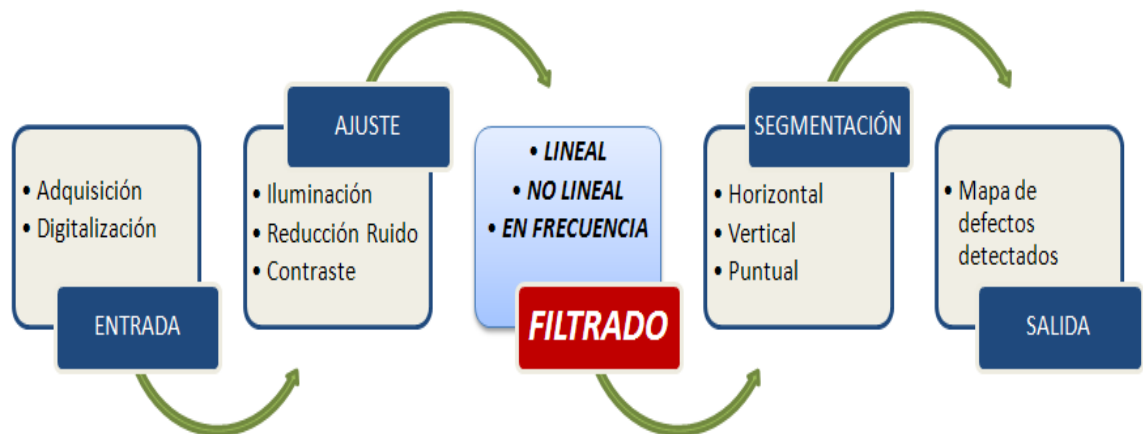 • Adquisición
• Digitalización
ENTRADA
AJUSTE
• Iluminación
• Reducción Ruido
• Contraste
• LINEAL
• NO LINEAL
• EN FRECUENCIA
FILTRADO
SEGMENTACIÓN
• Horizontal
• Vertical
• Puntual
• Mapa de
defectos
detectados
SALIDA